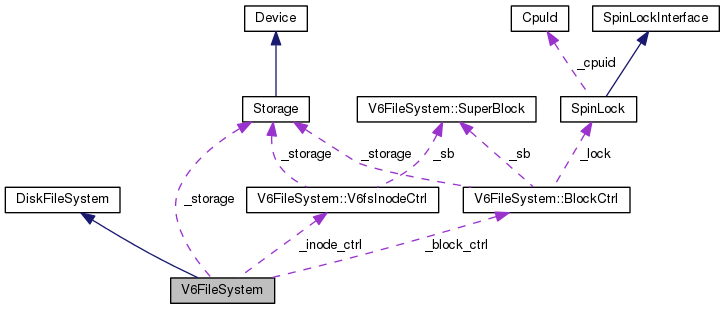 Device
CpuId
SpinLockInterface
_cpuid
Storage
V6FileSystem::SuperBlock
SpinLock
_storage
_storage
_sb
_sb
_lock
DiskFileSystem
_storage
V6FileSystem::V6fsInodeCtrl
V6FileSystem::BlockCtrl
_inode_ctrl
_block_ctrl
V6FileSystem